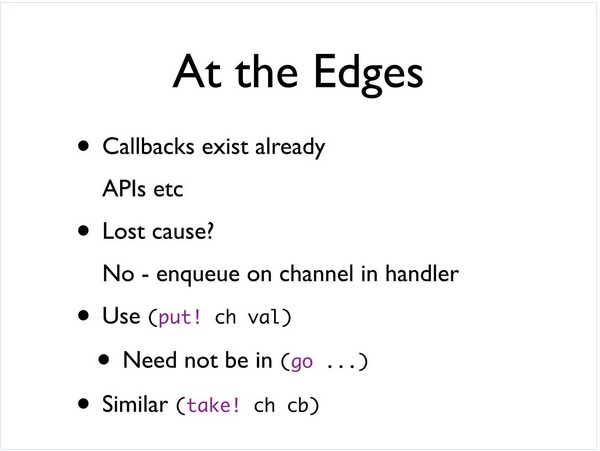 At the Edges
• Callbacks exist already
APIs etc
• Lost cause?
No - enqueue on channel in handler
• Use (put! ch val)
• Need not be in (go ...)
• Similar (take! ch cb)